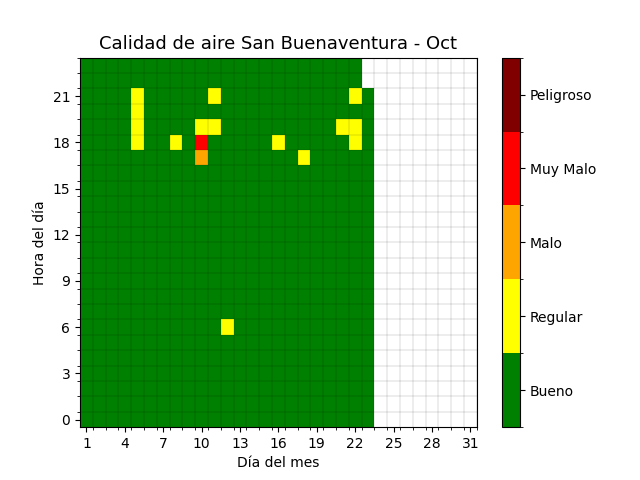 Calidad de aire San Buenaventura - Oct
21
18
15
12
9
6
3
0
Hora del día
1 4 7 10 13 16 19 22 25 28 31
Día del mes
Peligroso
Muy Malo
Malo
Regular
Bueno